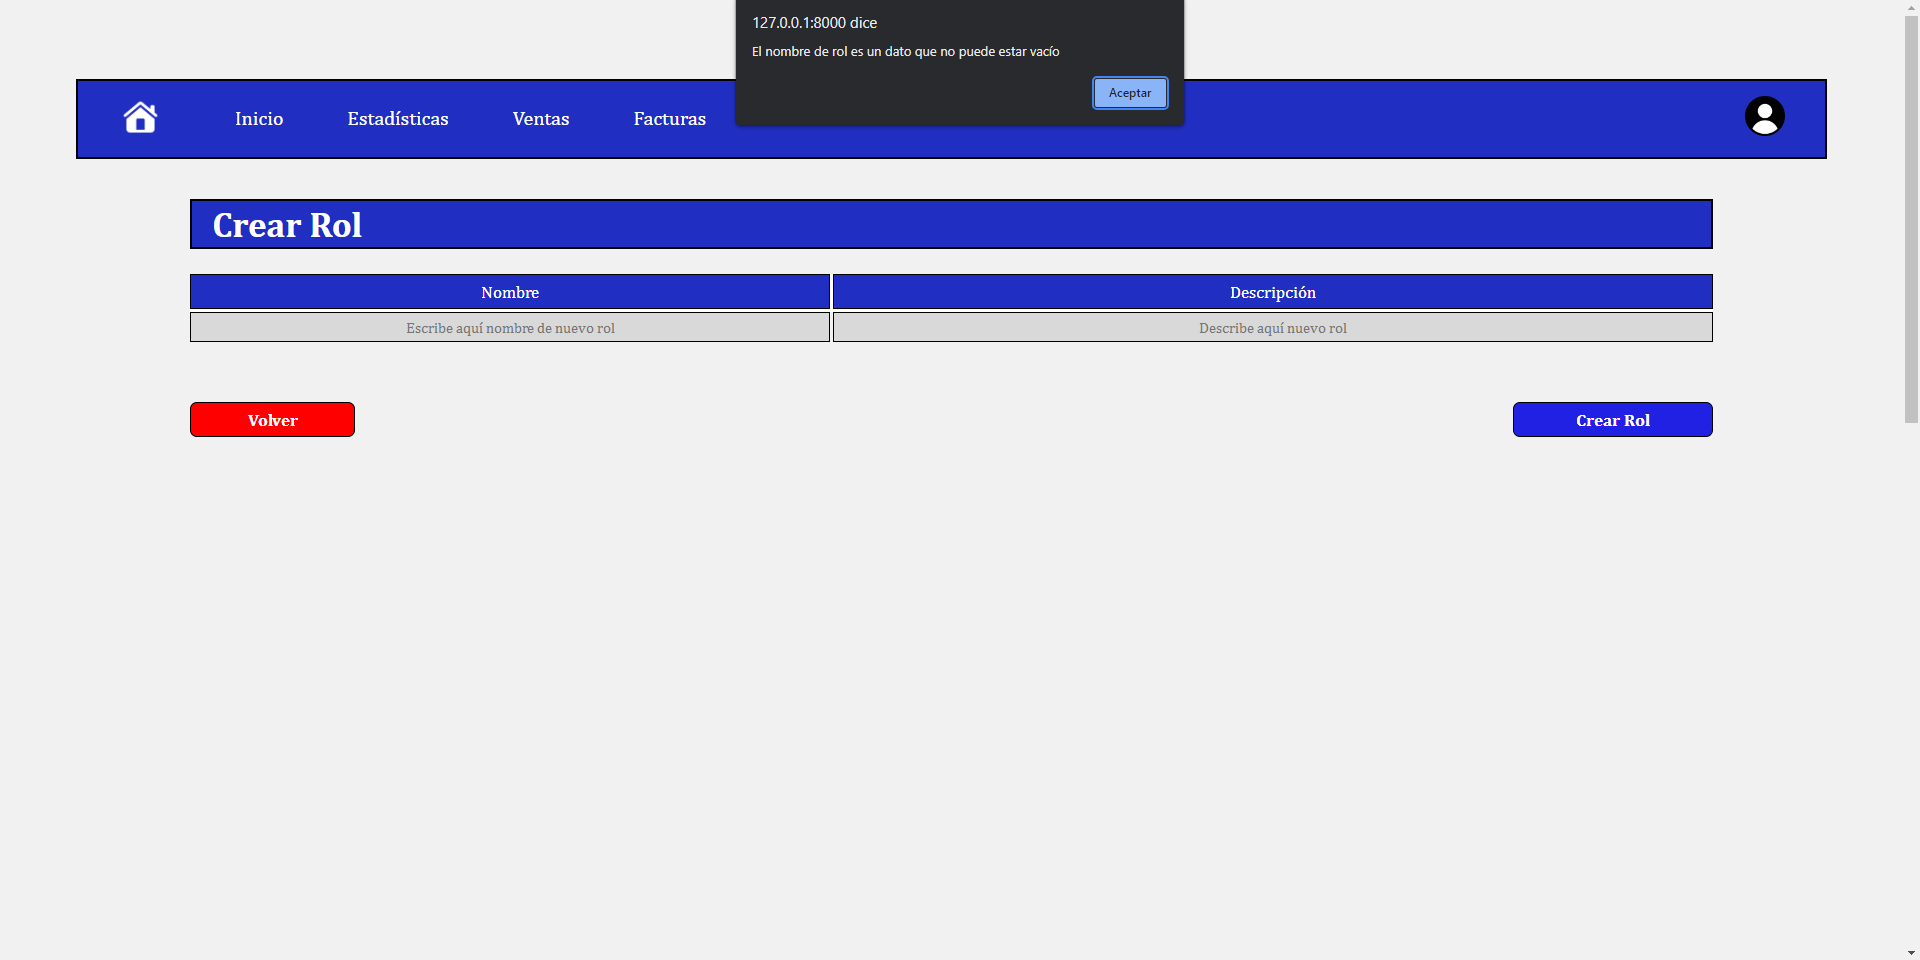 127.0.0.1:8000 dice
El nombre de rol es un dato que no puede estar vacío
Aceptar
Inicio Estadísticas Ventas Facturas
Crear Rol
Nombre Descripción
Escribe aquí nombre de nuevo rol Describe aquí nuevo rol
Volver Crear Rol